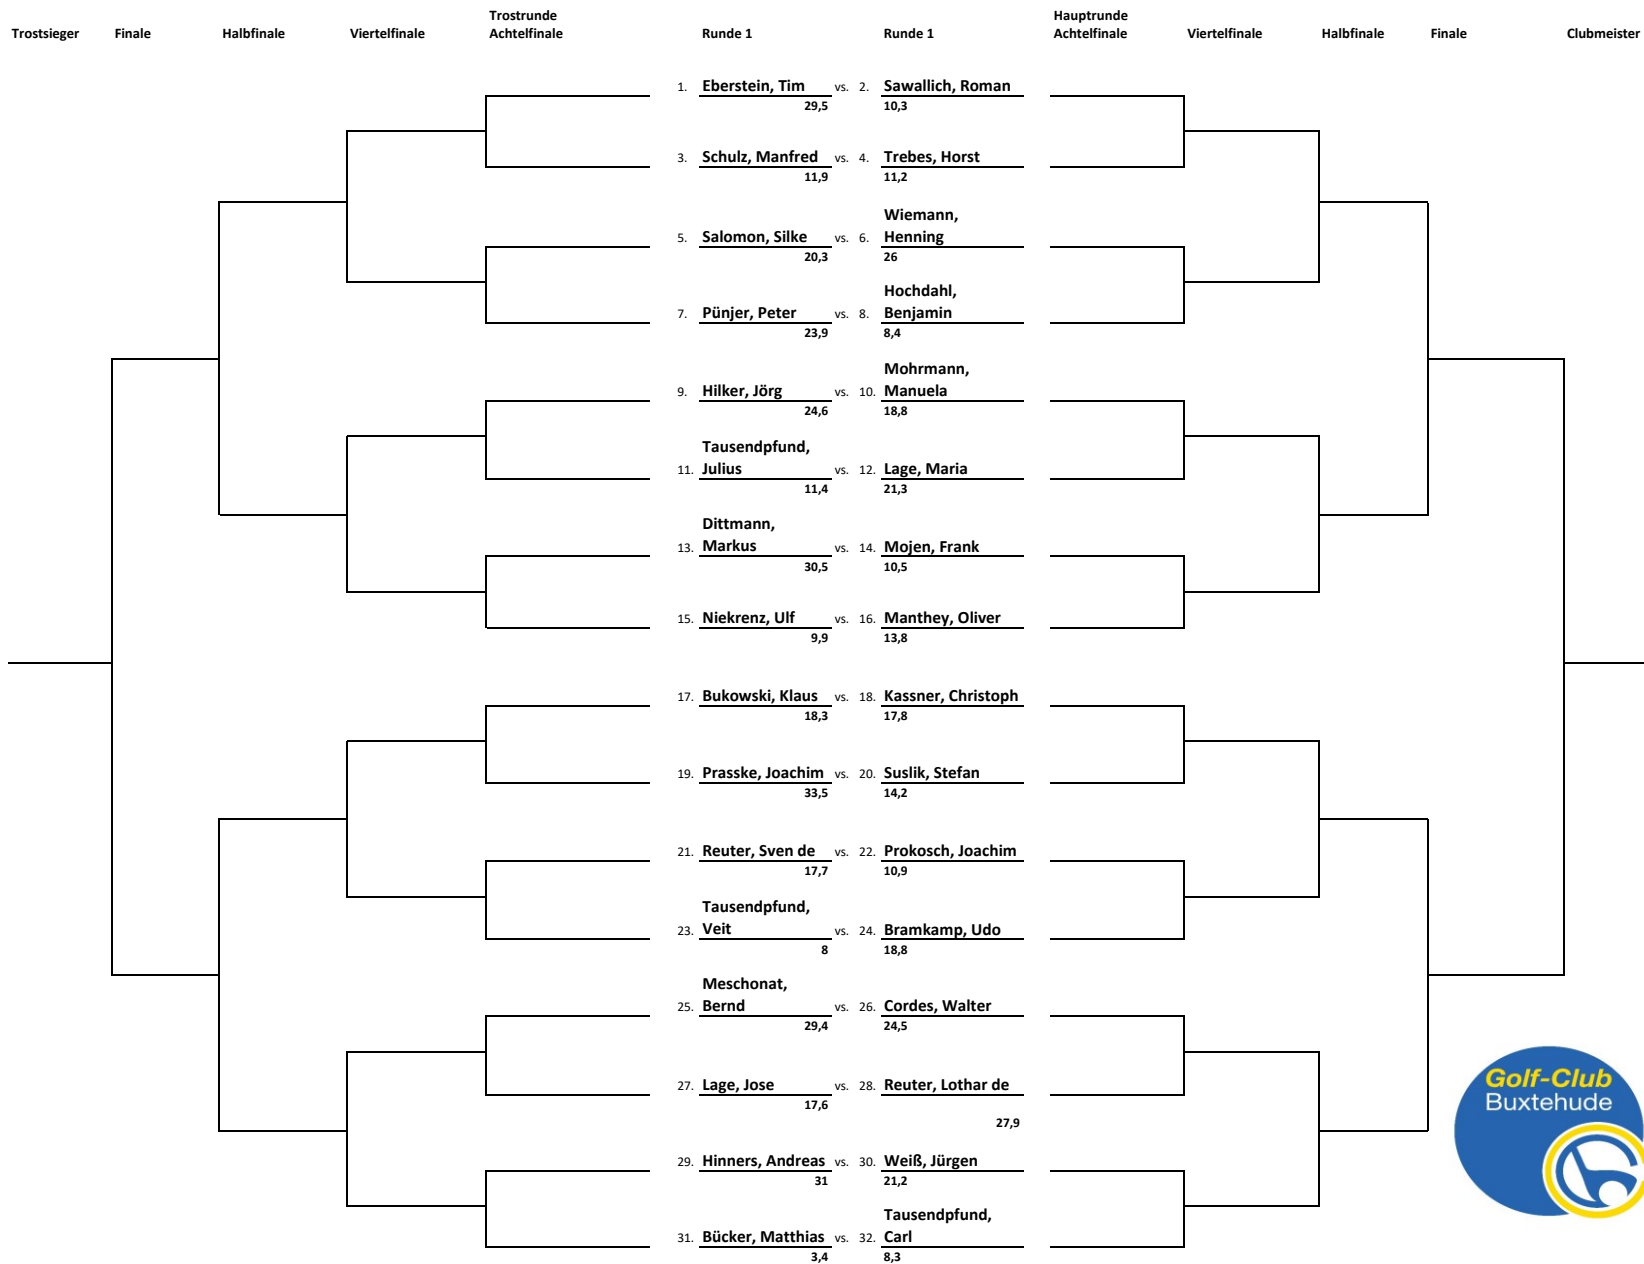 Trostrunde Hauptrunde
Trostsieger Finale Halbfinale Viertelfinale Achtelfinale Runde 1 Runde 1 Achtelfinale Viertelfinale Halbfinale Finale Clubmeister
1. Eberstein, Tim vs. 2. Sawallich, Roman
29,5 10,3
3. Schulz, Manfred vs. 4. Trebes, Horst
11,9 11,2
Wiemann,
5. Salomon, Silke vs. 6. Henning
20,3 26
Hochdahl,
7. Pünjer, Peter vs. 8. Benjamin
23,9 8,4
Mohrmann,
9. Hilker, Jörg vs. 10. Manuela
24,6 18,8
Tausendpfund,
11. Julius vs. 12. Lage, Maria
11,4 21,3
Dittmann,
13. Markus vs. 14. Mojen, Frank
30,5 10,5
15. Niekrenz, Ulf vs. 16. Manthey, Oliver
9,9 13,8
17. Bukowski, Klaus vs. 18. Kassner, Christoph
18,3 17,8
19. Prasske, Joachim vs. 20. Suslik, Stefan
33,5 14,2
21. Reuter, Sven de vs. 22. Prokosch, Joachim
17,7 10,9
Tausendpfund,
23. Veit vs. 24. Bramkamp, Udo
8 18,8
Meschonat,
25. Bernd vs. 26. Cordes, Walter
29,4 24,5
27. Lage, Jose vs. 28. Reuter, Lothar de
17,6
27,9
29. Hinners, Andreas vs. 30. Weiß, Jürgen
31 21,2
Tausendpfund,
31. Bücker, Matthias vs. 32. Carl
3,4 8,3
Golf-Club
Buxtehude